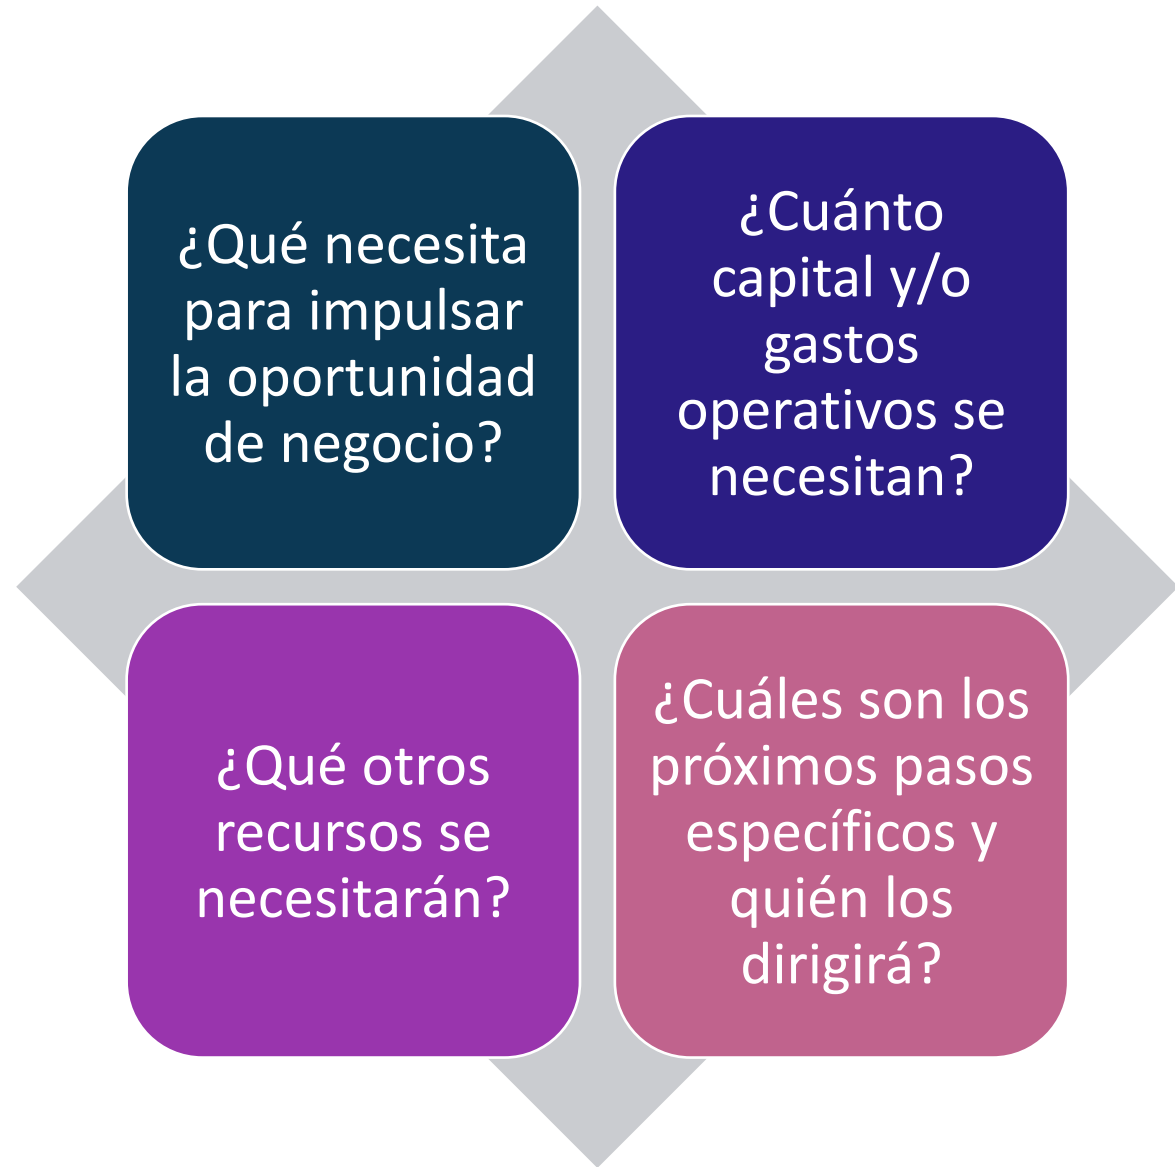 ¿Qué necesita
para impulsar
la oportunidad
de negocio?
¿Cuánto
capital y/o
gastos
operativos se
necesitan?
¿Qué otros
recursos se
necesitarán?
¿Cuáles son los
próximos pasos
específicos y
quién los
dirigirá?